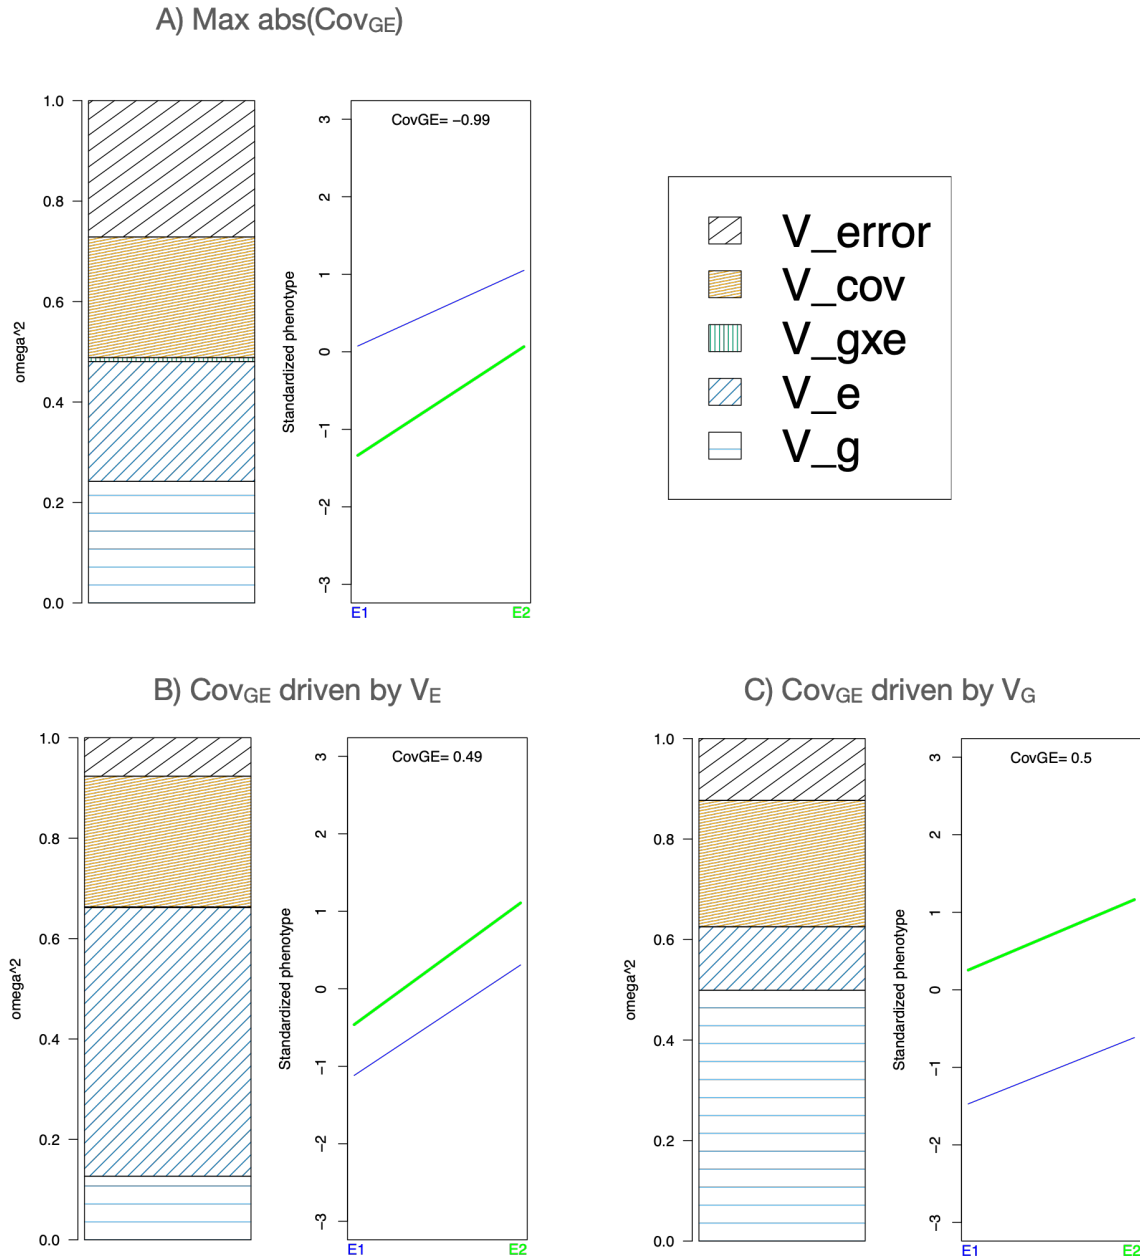 A) Max abs(CovGE)
1.0
0.8
0.6
0.4
0.2
0.0
omega^2
CovGE= −0.99
3
2
1
0
−1
−2
−3
Standardized phenotype
E1 E2
V_error
V_cov
V_gxe
V_e
V_g
B) CovGE driven by VE
1.0
0.8
0.6
0.4
0.2
0.0
omega^2
CovGE= 0.49
3
2
1
0
−1
−2
−3
Standardized phenotype
E1 E2
C) CovGE driven by VG
1.0
0.8
0.6
0.4
0.2
0.0
omega^2
CovGE= 0.5
3
2
1
0
−1
−2
−3
Standardized phenotype
E1 E2